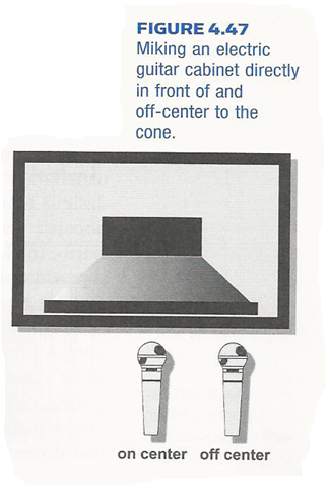 FIGURE 4.47
Miking an electric
guitar cabinet directly
in front of and
off-center to the
cone.
on center off center